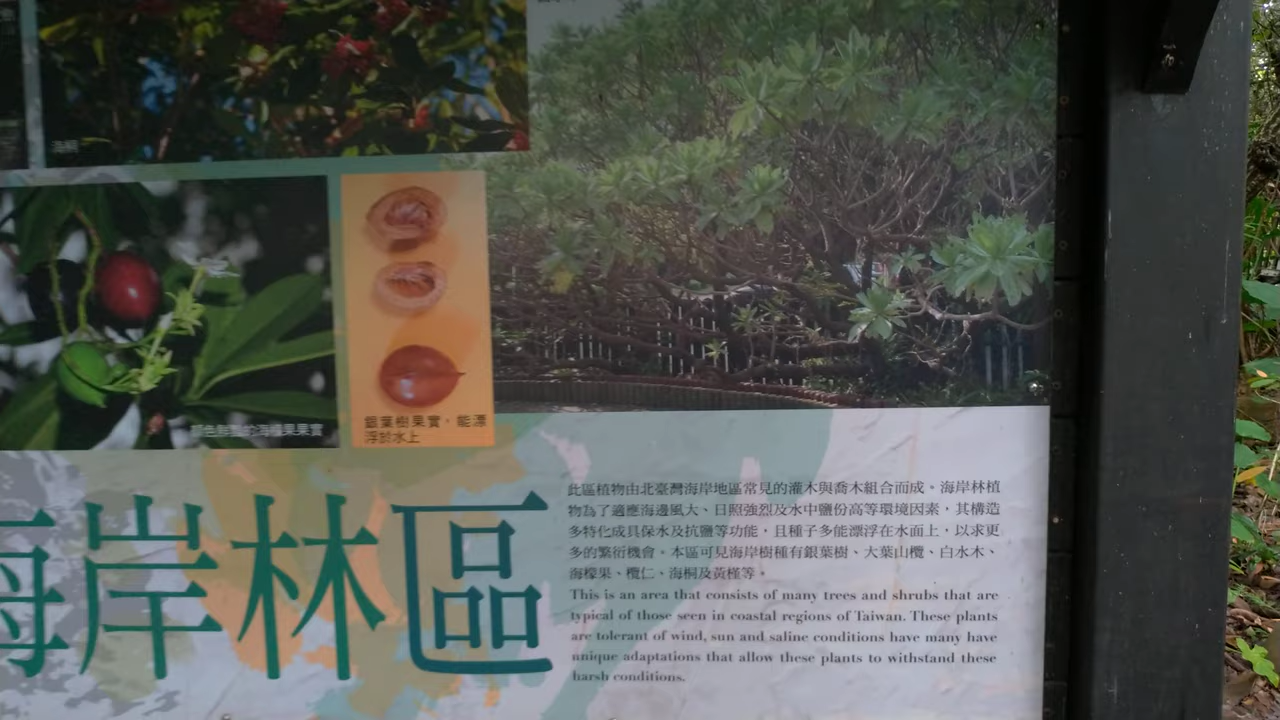 海桐
海檬果果實
銀葉樹果實，能漂
浮於水上
海岸林區
此區植物由北臺灣海岸地區常見的灌木與喬木組合而成。海岸林植
物為了適應海邊風大、日照強烈及水中鹽份高等環境因素，其構造
多特化成具保水及抗鹽等功能，且種子多能漂浮在水面上，以求更
多的繁衍機會。本區可見海岸樹種有銀葉樹、大葉山欖、白水木、
海檬果、欖仁、海桐及黃槿等。
This is an area that consists of many trees and shrubs that are
typical of those seen in coastal regions of Taiwan. These plants
are tolerant of wind, sun and saline conditions have many have
unique adaptations that allow these plants to withstand these
harsh conditions.